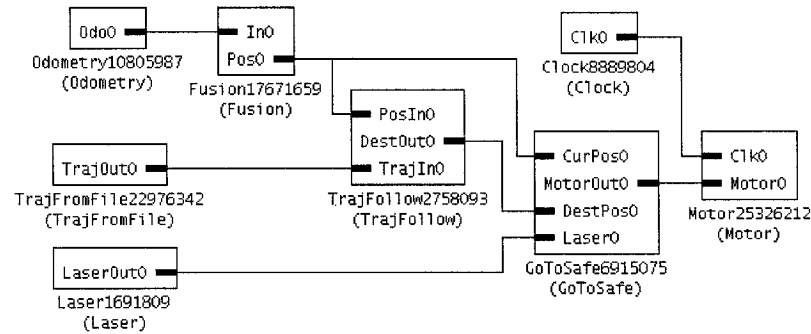 Odo0
Odometry10805987
(Odometry)
In0
Pos0
Fusion17671659
(Fusion)
Clk0
Clock8889804
(Clock)
PosIn0
DestOut0
TrajIn0
TrajFollow2758093
(TrajFollow)
TrajOut0
TrajFromFile22976342
(TrajFromFile)
CurPos0
MotorOut0
DestPos0
Laser0
GoToSafe6915075
(GoToSafe)
Clk0
Motor0
Motor25326212
(Motor)
LaserOut0
Laser1691809
(Laser)